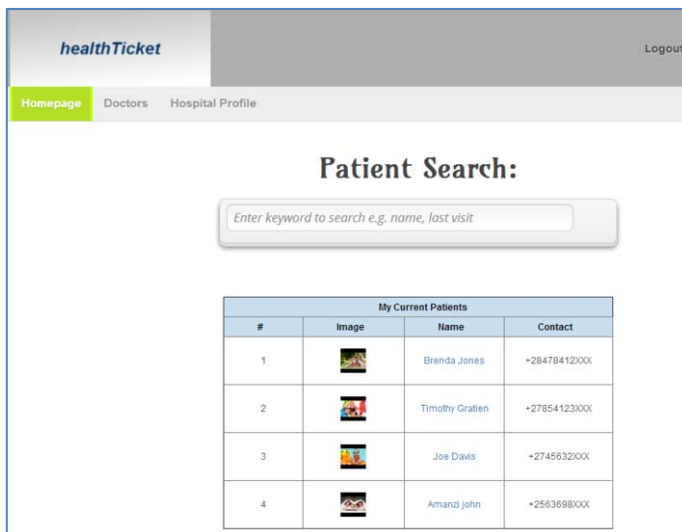 healthTicket
Logout
Homepage Doctors Hospital Profile
Patient Search:
Enter keyword to search e.g. name, last visit
My Current Patients
# Image Name Contact
1 Brenda Jones +28478412XXX
2 Timothy Gratien +27854123XXX
3 Joe Davis +2745632XXX
4 Amanzi john +2563698XXX